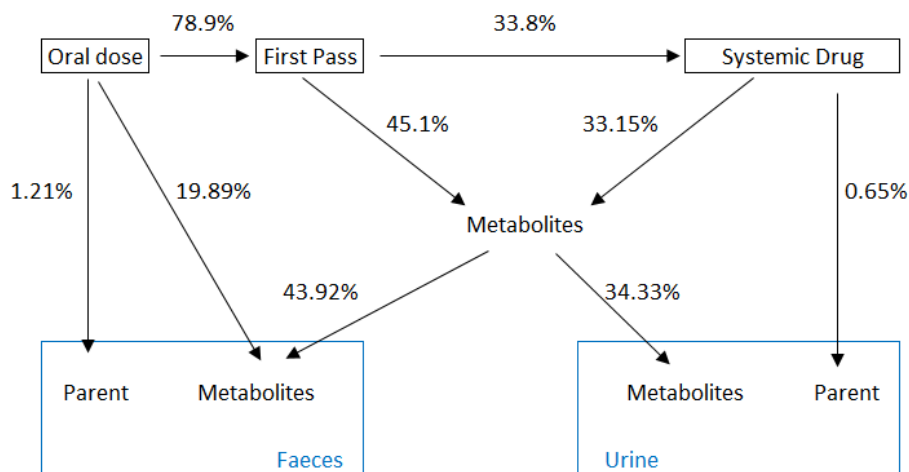 78.9%
33.8%
Oral dose
First Pass
Systemic Drug
45.1%
33.15%
1.21%
19.89%
0.65%
Metabolites
43.92%
34.33%
Parent
Metabolites
Metabolites
Parent
Faeces
Urine